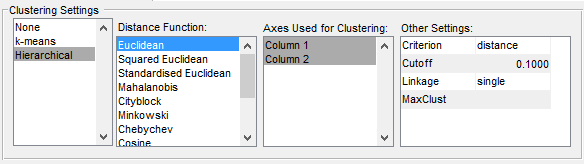 Clustering Settings
None
k-means
Hierarchical
Distance Function:
Euclidean
Squared Euclidean
Standardised Euclidean
Mahalanobis
Cityblock
Minkowski
Chebychev
Cosine
Axes Used for Clustering:
Column 1
Column 2
Other Settings:
Criterion distance
Cutoff 0.1000
Linkage single
MaxClust